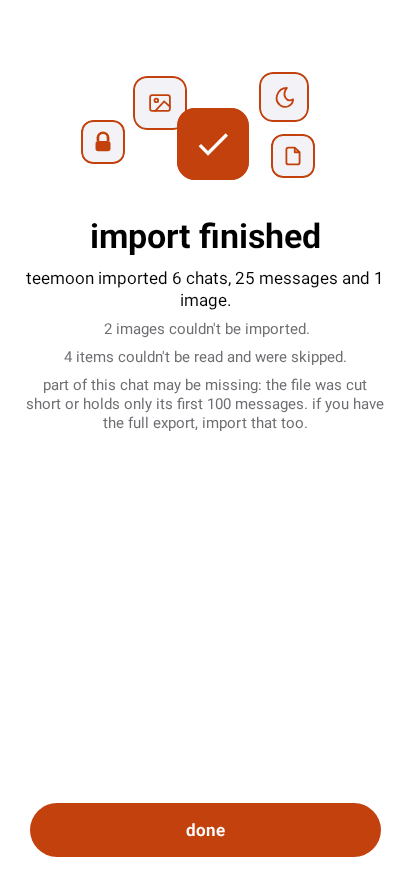 import finished
teemoon imported 6 chats, 25 messages and 1
image.
2 images couldn't be imported.
4 items couldn't be read and were skipped.
part of this chat may be missing: the file was cut
short or holds only its first 100 messages. if you have
the full export, import that too.
done